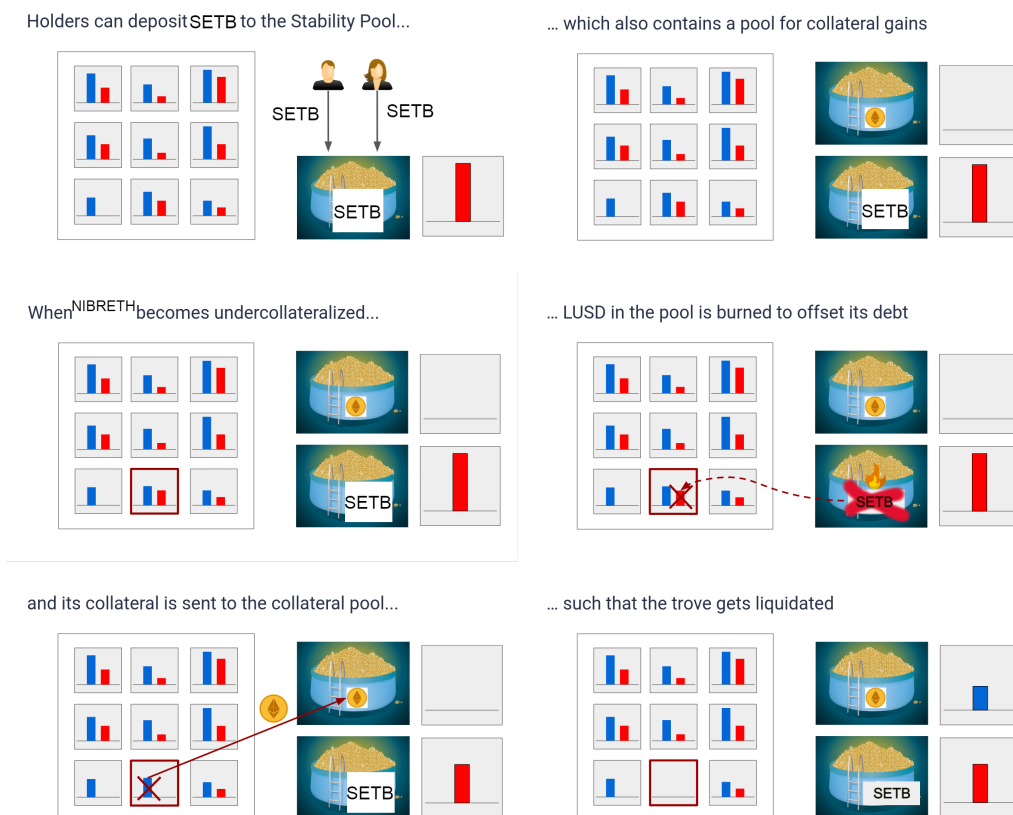 Holders can deposit SETB to the Stability Pool...
... which also contains a pool for collateral gains
SETB
SETB
SETB
SETB
When NIBRETH becomes undercollateralized...
... LUSD in the pool is burned to offset its debt
SETB
SETB
and its collateral is sent to the collateral pool...
... such that the trove gets liquidated
SETB
SETB